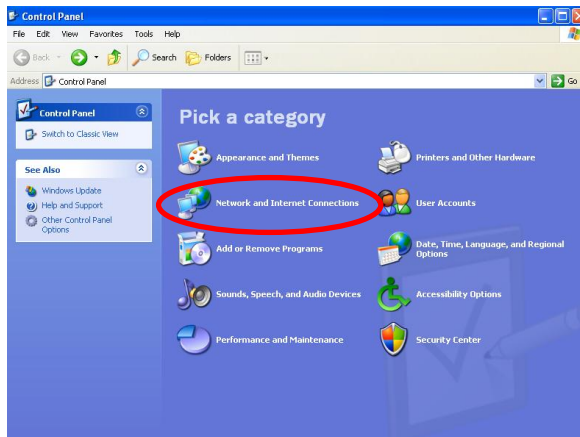 Control Panel
File Edit View Favorites Tools Help
Back Search Folders
Address Control Panel Go
Control Panel
Switch to Classic View
See Also
Windows Update
Help and Support
Other Control Panel
Options
Pick a category
Appearance and Themes
Printers and Other Hardware
Network and Internet Connections
User Accounts
Add or Remove Programs
Date, Time, Language, and Regional
Options
Sounds, Speech, and Audio Devices
Accessibility Options
Performance and Maintenance
Security Center